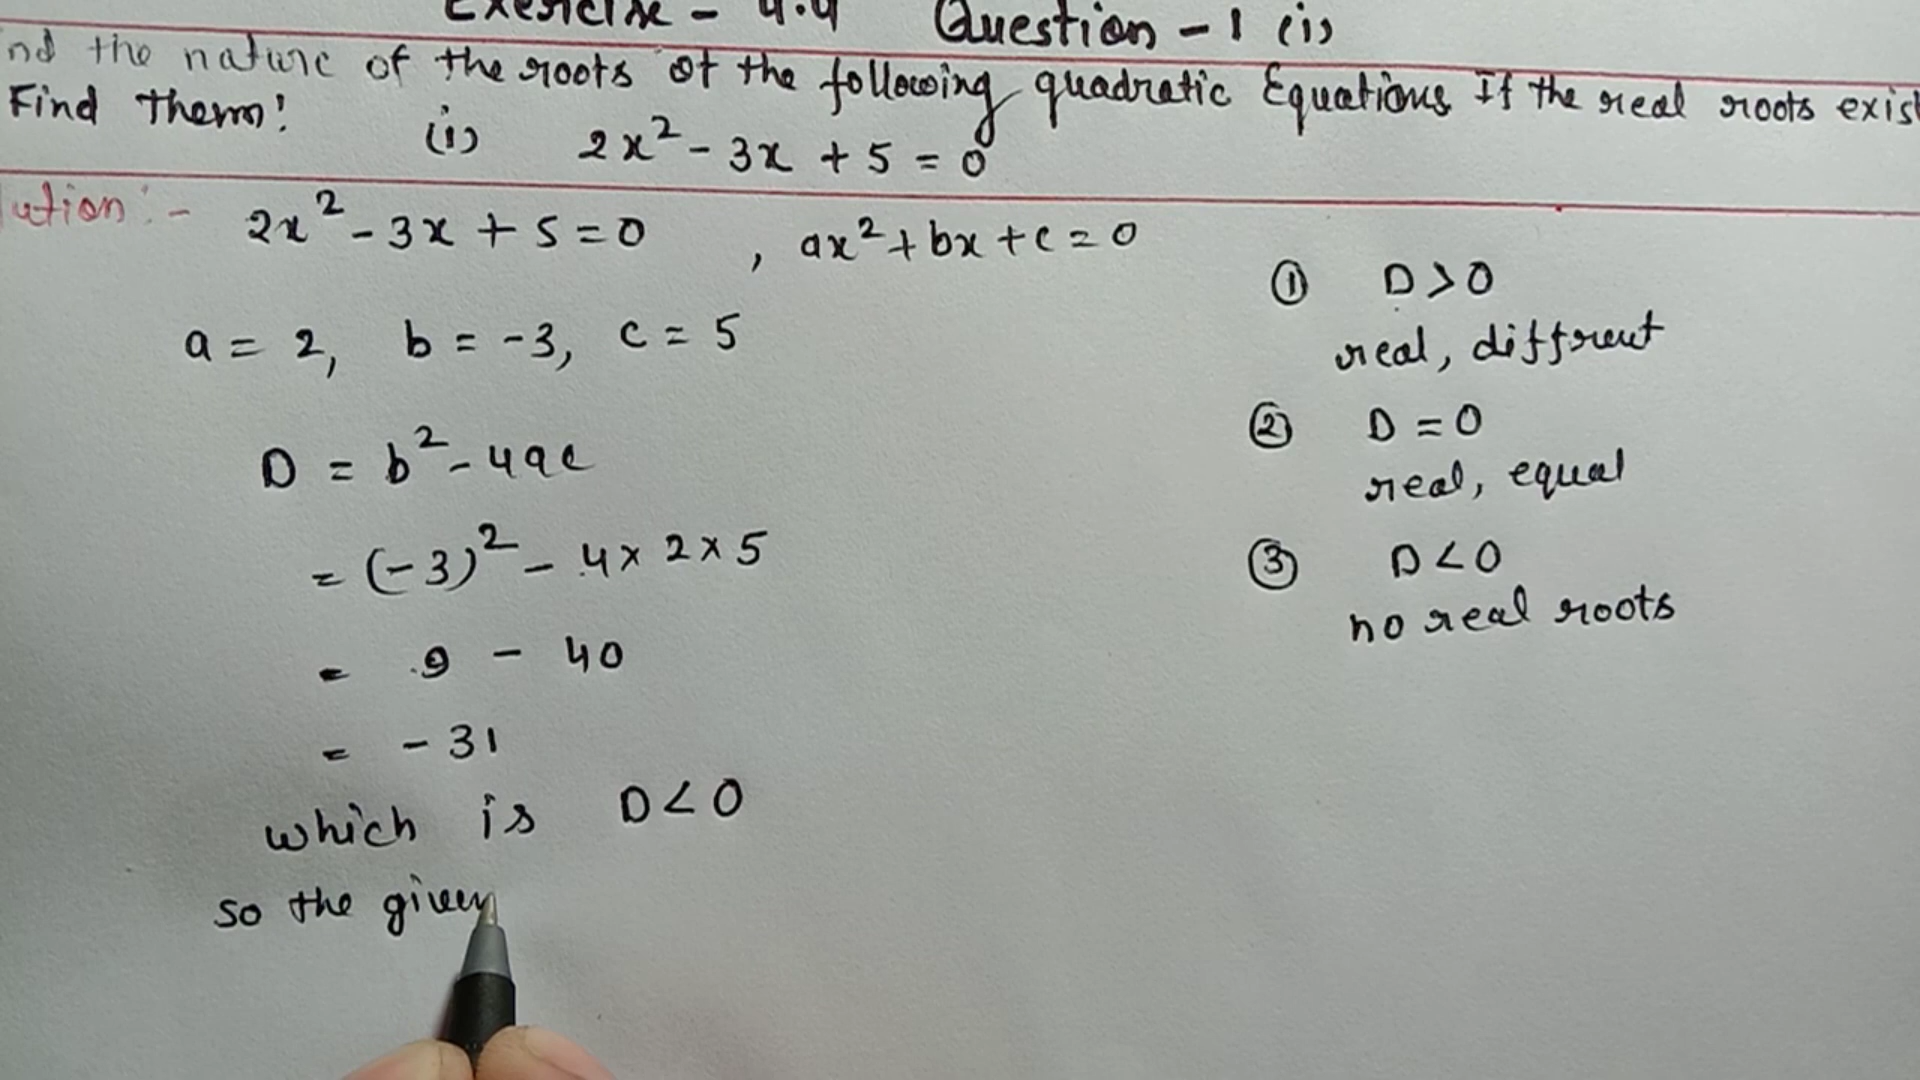 Exercise - 4.4 Question - 1 (i)
nd the nature of the roots of the following quadratic Equations If the real roots exist
Find them!
(i) 2x² - 3x + 5 = 0
lution :-
2x² - 3x + 5 = 0 , ax² + bx + c = 0
a = 2, b = -3, c = 5
D = b² - 4ac
= (-3)² - 4 × 2 × 5
= 9 - 40
= - 31
which is D < 0
so the given
① D > 0
real, diffrent
② D = 0
real, equal
③ D < 0
no real roots